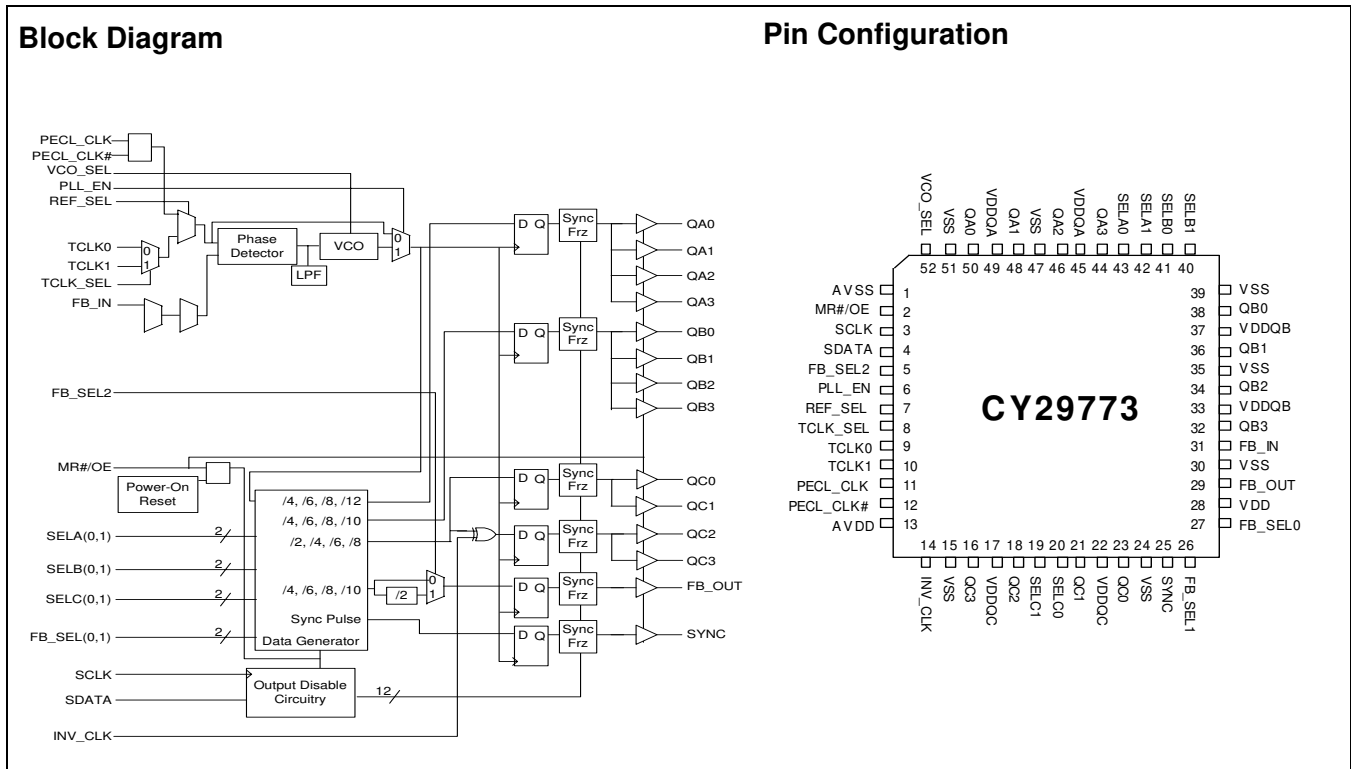 Block Diagram
PECL_CLK
PECL_CLK#
VCO_SEL
PLL_EN
REF_SEL
TCLK0
TCLK1
TCLK_SEL
FB_IN
0
1
Phase
Detector
LPF
VCO
0
1
FB_SEL2
MR#/OE
Power-On
Reset
SELA(0,1)
2
SELB(0,1)
2
SELC(0,1)
2
FB_SEL(0,1)
2
SCLK
SDATA
INV_CLK
/4, /6, /8, /12
/4, /6, /8, /10
/2, /4, /6, /8
/4, /6, /8, /10
/2
0
1
Sync Pulse
Data Generator
Output Disable
Circuitry
12
D Q
Sync
Frz
QA0
QA1
QA2
QA3
D Q
Sync
Frz
QB0
QB1
QB2
QB3
D Q
Sync
Frz
QC0
QC1
D Q
Sync
Frz
QC2
QC3
D Q
Sync
Frz
FB_OUT
D Q
Sync
Frz
SYNC
Pin Configuration
VCO_SEL
VSS
QA0
VDDQA
QA1
VSS
QA2
VDDQA
QA3
SELA0
SELA1
SELB0
SELB1
52 51 50 49 48 47 46 45 44 43 42 41 40
AVSS 1
MR#/OE 2
SCLK 3
SDATA 4
FB_SEL2 5
PLL_EN 6
REF_SEL 7
TCLK_SEL 8
TCLK0 9
TCLK1 10
PECL_CLK 11
PECL_CLK# 12
AVDD 13
CY29773
39 VSS
38 QB0
37 VDDQB
36 QB1
35 VSS
34 QB2
33 VDDQB
32 QB3
31 FB_IN
30 VSS
29 FB_OUT
28 VDD
27 FB_SEL0
14 15 16 17 18 19 20 21 22 23 24 25 26
INV_CLK
VSS
QC3
VDDQC
QC2
SELC1
SELC0
QC1
VDDQC
QC0
VSS
SYNC
FB_SEL1